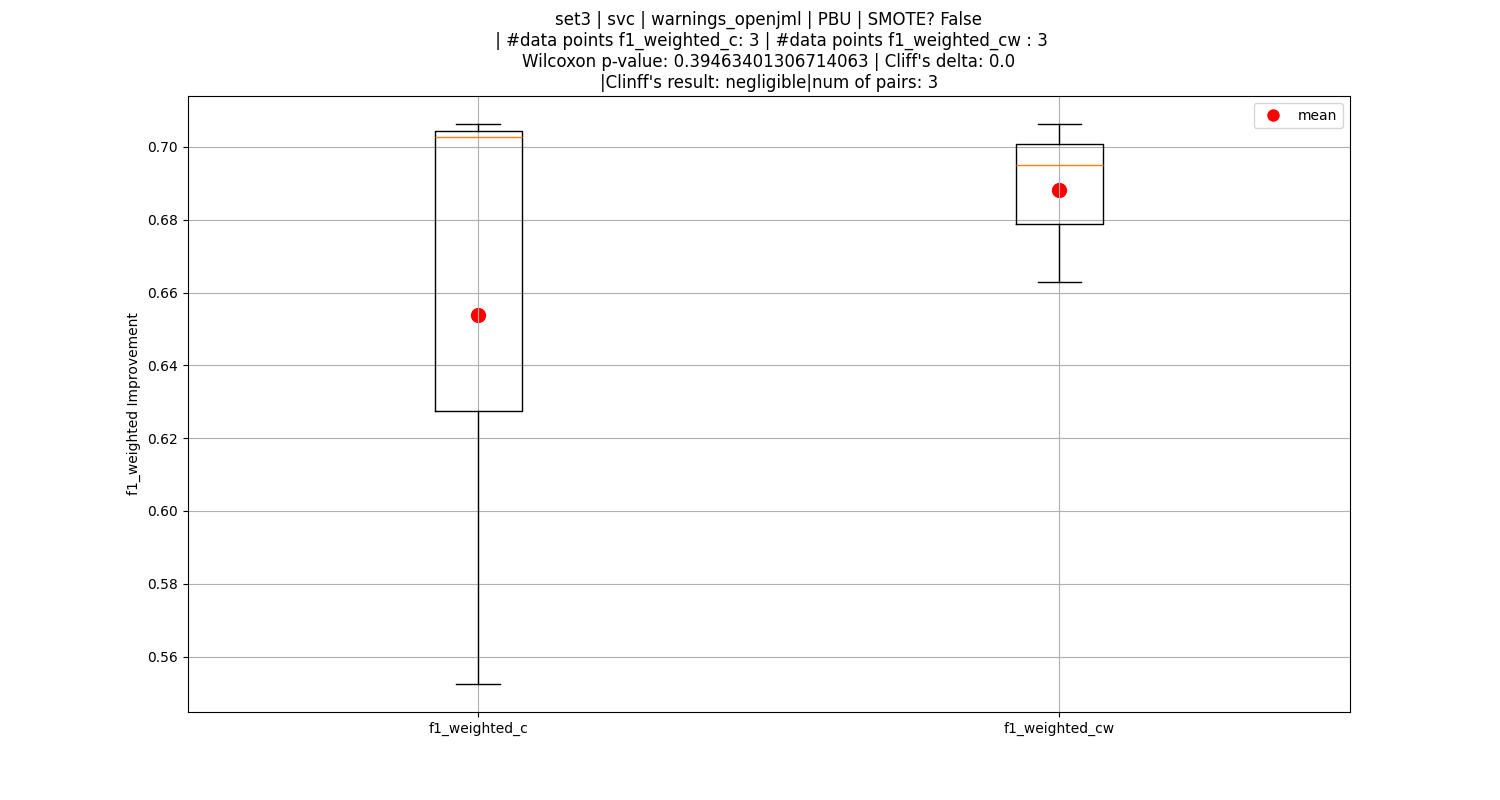 set3 | svc | warnings_openjml | PBU | SMOTE? False
| #data points f1_weighted_c: 3 | #data points f1_weighted_cw : 3
Wilcoxon p-value: 0.39463401306714063 | Cliff's delta: 0.0
|Clinff's result: negligible|num of pairs: 3
mean
f1_weighted Improvement
0.70
0.68
0.66
0.64
0.62
0.60
0.58
0.56
f1_weighted_c
f1_weighted_cw